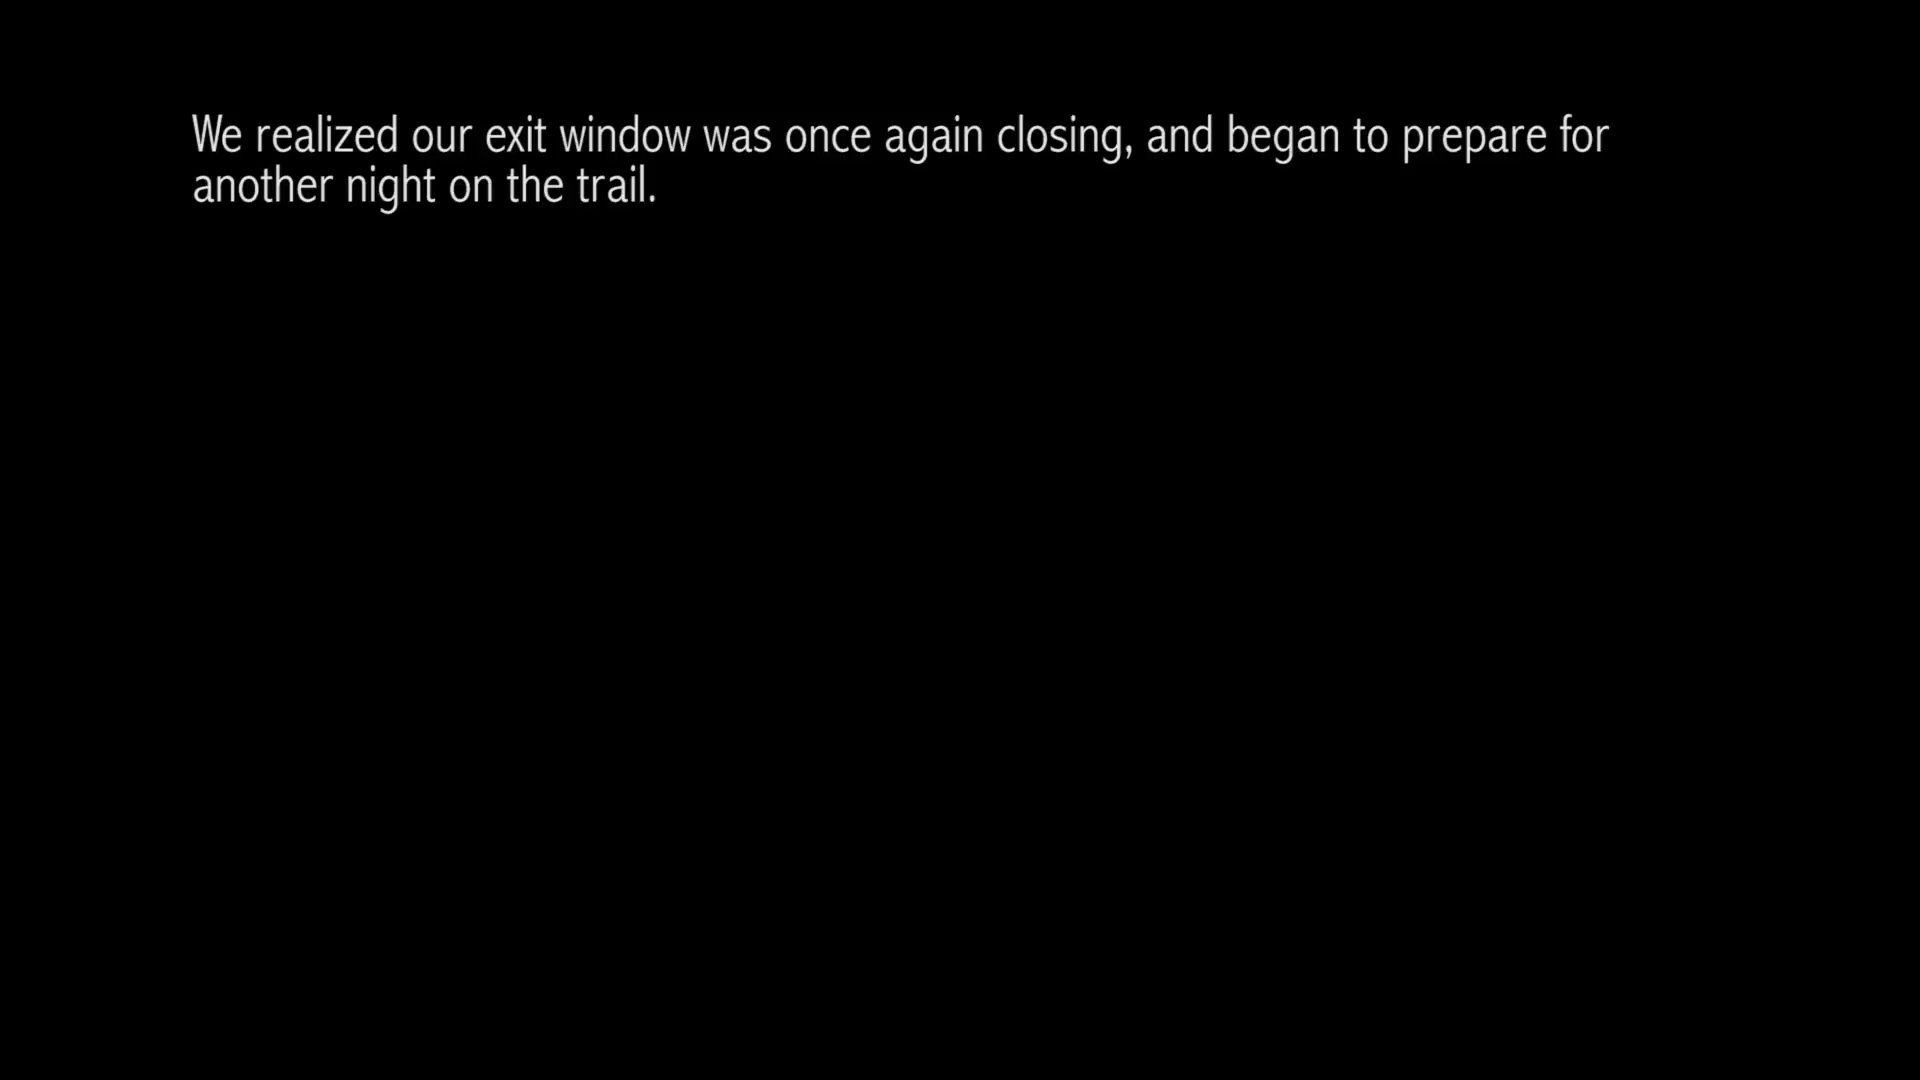 We realized our exit window was once again closing, and began to prepare for
another night on the trail.